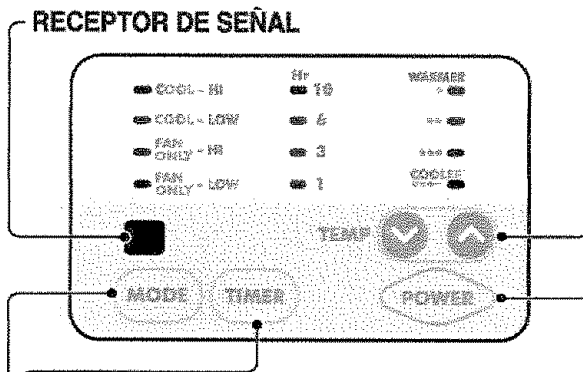 RECEPTOR DE SEÑAL
Hr
WARMER
COOL - HI
10
*
COOL - LOW
6
**
FAN ONLY - HI
3
***
COOLER
FAN ONLY - LOW
1
TEMP
MODE
TIMER
POWER